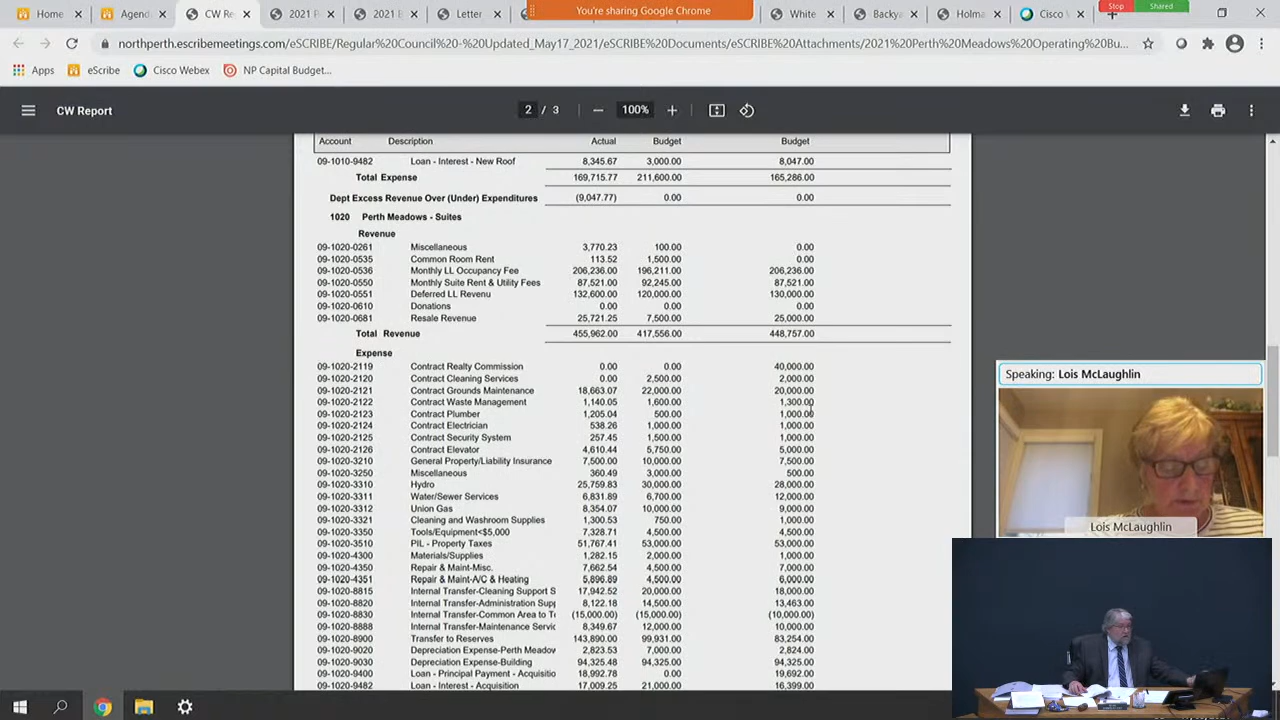 Home
Agenda
CW Re
2021 P
2021 E
Letter
You're sharing Google Chrome
White
Backya
Holma
Cisco W
Stop
Shared
northperth.escribemeetings.com/eSCRIBE/Regular%20Council%20-%20Updated_May17_2021/eSCRIBE%20Documents/eSCRIBE%20Attachments/2021%20Perth%20Meadows%20Operating%20Bu...
Apps eScribe Cisco Webex NP Capital Budget...
CW Report 2 / 3 100%
Account Description Actual Budget Budget
09-1010-9482 Loan - Interest - New Roof 8,345.67 3,000.00 8,047.00
Total Expense 169,715.77 211,600.00 165,286.00
Dept Excess Revenue Over (Under) Expenditures (9,047.77) 0.00 0.00
1020 Perth Meadows - Suites
Revenue
09-1020-0261 Miscellaneous 3,770.23 100.00 0.00
09-1020-0535 Common Room Rent 113.52 1,500.00 0.00
09-1020-0536 Monthly LL Occupancy Fee 206,236.00 196,211.00 206,236.00
09-1020-0550 Monthly Suite Rent & Utility Fees 87,521.00 92,245.00 87,521.00
09-1020-0551 Deferred LL Revenu 132,600.00 120,000.00 130,000.00
09-1020-0610 Donations 0.00 0.00 0.00
09-1020-0681 Resale Revenue 25,721.25 7,500.00 25,000.00
Total Revenue 455,962.00 417,556.00 448,757.00
Expense
09-1020-2119 Contract Realty Commission 0.00 0.00 40,000.00
09-1020-2120 Contract Cleaning Services 0.00 2,500.00 2,000.00
09-1020-2121 Contract Grounds Maintenance 18,663.07 22,000.00 20,000.00
09-1020-2122 Contract Waste Management 1,140.05 1,600.00 1,300.00
09-1020-2123 Contract Plumber 1,205.04 500.00 1,000.00
09-1020-2124 Contract Electrician 538.26 1,000.00 1,000.00
09-1020-2125 Contract Security System 257.45 1,500.00 1,000.00
09-1020-2126 Contract Elevator 4,610.44 5,750.00 5,000.00
09-1020-3210 General Property/Liability Insurance 7,500.00 10,000.00 7,500.00
09-1020-3250 Miscellaneous 360.49 3,000.00 500.00
09-1020-3310 Hydro 25,759.83 30,000.00 28,000.00
09-1020-3311 Water/Sewer Services 6,831.89 6,700.00 12,000.00
09-1020-3312 Union Gas 8,354.07 10,000.00 9,000.00
09-1020-3321 Cleaning and Washroom Supplies 1,300.53 750.00 1,000.00
09-1020-3350 Tools/Equipment<$5,000 7,328.71 4,500.00 4,500.00
09-1020-3510 PIL - Property Taxes 51,767.41 53,000.00 53,000.00
09-1020-4300 Materials/Supplies 1,282.15 2,000.00 1,000.00
09-1020-4350 Repair & Maint-Misc. 7,662.54 4,500.00 7,000.00
09-1020-4351 Repair & Maint-A/C & Heating 5,896.89 4,500.00 6,000.00
09-1020-8815 Internal Transfer-Cleaning Support S 17,942.52 20,000.00 18,000.00
09-1020-8820 Internal Transfer-Administration Supp 8,122.18 14,500.00 13,463.00
09-1020-8830 Internal Transfer-Common Area to To (15,000.00) (15,000.00) (10,000.00)
09-1020-8888 Internal Transfer-Maintenance Servic 8,349.67 12,000.00 10,000.00
09-1020-8900 Transfer to Reserves 143,890.00 99,931.00 83,254.00
09-1020-9020 Depreciation Expense-Perth Meadow 2,823.53 7,000.00 2,824.00
09-1020-9030 Depreciation Expense-Building 94,325.48 94,325.00 94,325.00
09-1020-9400 Loan - Principal Payment - Acquisitio 18,992.78 0.00 19,692.00
09-1020-9482 Loan - Interest - Acquisition 17,009.25 21,000.00 16,399.00
Speaking: Lois McLaughlin
Lois McLaughlin